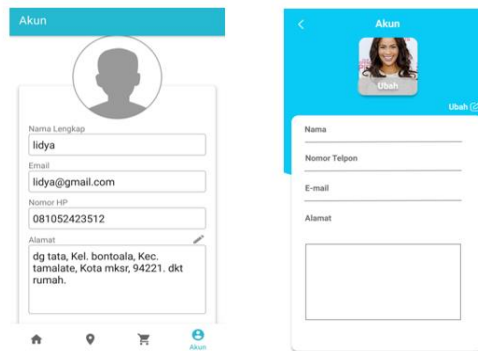 Akun
Nama Lengkap
lidya
Email
lidya@gmail.com
Nomor HP
081052423512
Alamat
dg tata, Kel. bontoala, Kec.
tamalate, Kota mksr, 94221. dkt
rumah.
Akun
Akun
Ubah
Ubah
Nama
Nomor Telpon
E-mail
Alamat